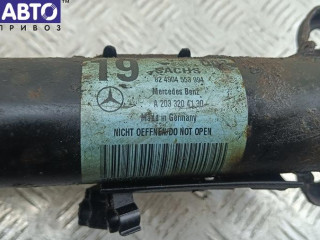 АВТО
ПРИВОЗ
19
SACHS
Mercedes Benz
A 203 320 41 30
Made in Germany
NICHT OEFFNEN/DO NOT OPEN